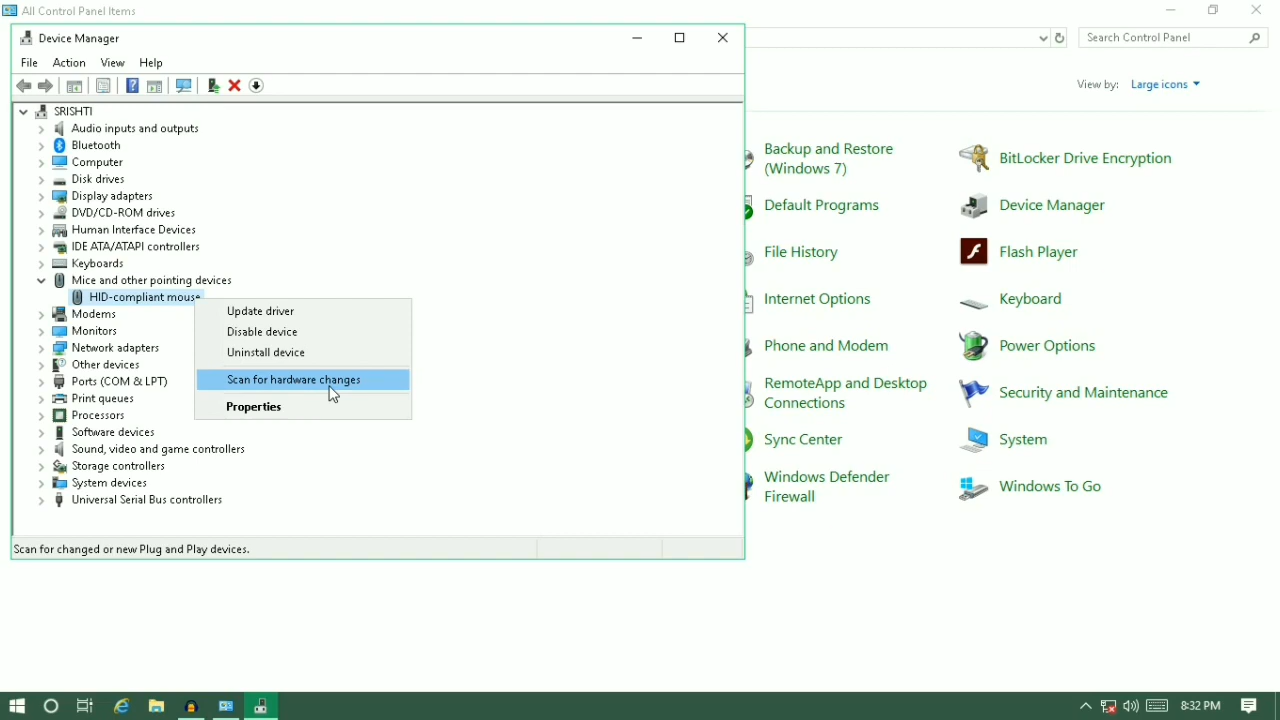 All Control Panel Items
Device Manager
File Action View Help
Search Control Panel
View by: Large icons
SRISHTI
Audio inputs and outputs
Bluetooth
Computer
Disk drives
Display adapters
DVD/CD-ROM drives
Human Interface Devices
IDE ATA/ATAPI controllers
Keyboards
Mice and other pointing devices
HID-compliant mouse
Modems
Monitors
Network adapters
Other devices
Ports (COM & LPT)
Print queues
Processors
Software devices
Sound, video and game controllers
Storage controllers
System devices
Universal Serial Bus controllers
Update driver
Disable device
Uninstall device
Scan for hardware changes
Properties
Scan for changed or new Plug and Play devices.
Backup and Restore
(Windows 7)
Default Programs
File History
Internet Options
Phone and Modem
RemoteApp and Desktop
Connections
Sync Center
Windows Defender
Firewall
BitLocker Drive Encryption
Device Manager
Flash Player
Keyboard
Power Options
Security and Maintenance
System
Windows To Go
8:32 PM